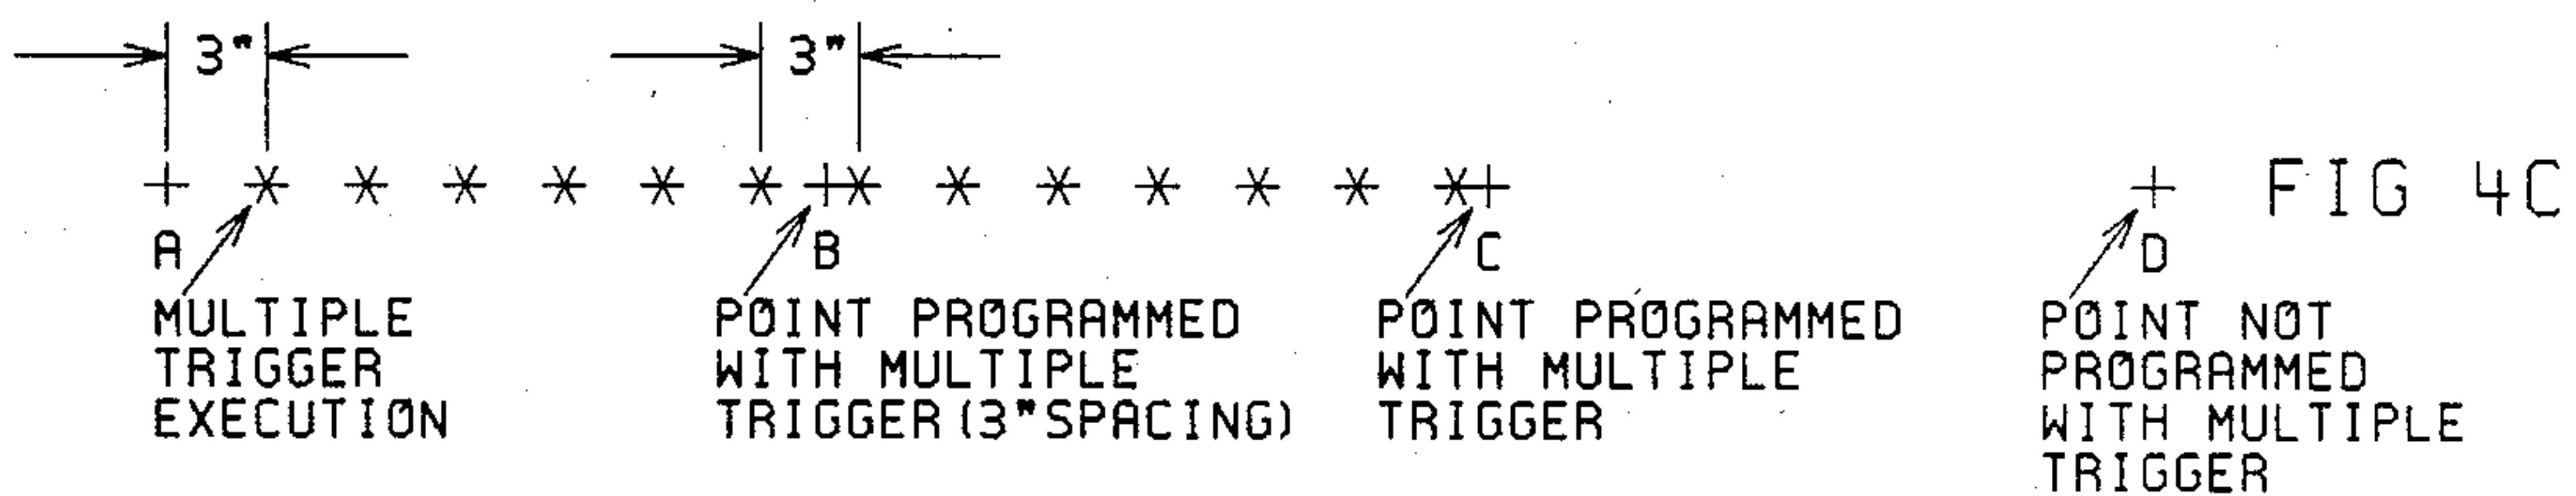 3" 3"
* * * * * * * * * * * * *
+ + + + FIG 4C
A B C D
MULTIPLE
TRIGGER
EXECUTION
POINT PROGRAMMED
WITH MULTIPLE
TRIGGER(3"SPACING)
POINT PROGRAMMED
WITH MULTIPLE
TRIGGER
POINT NOT
PROGRAMMED
WITH MULTIPLE
TRIGGER